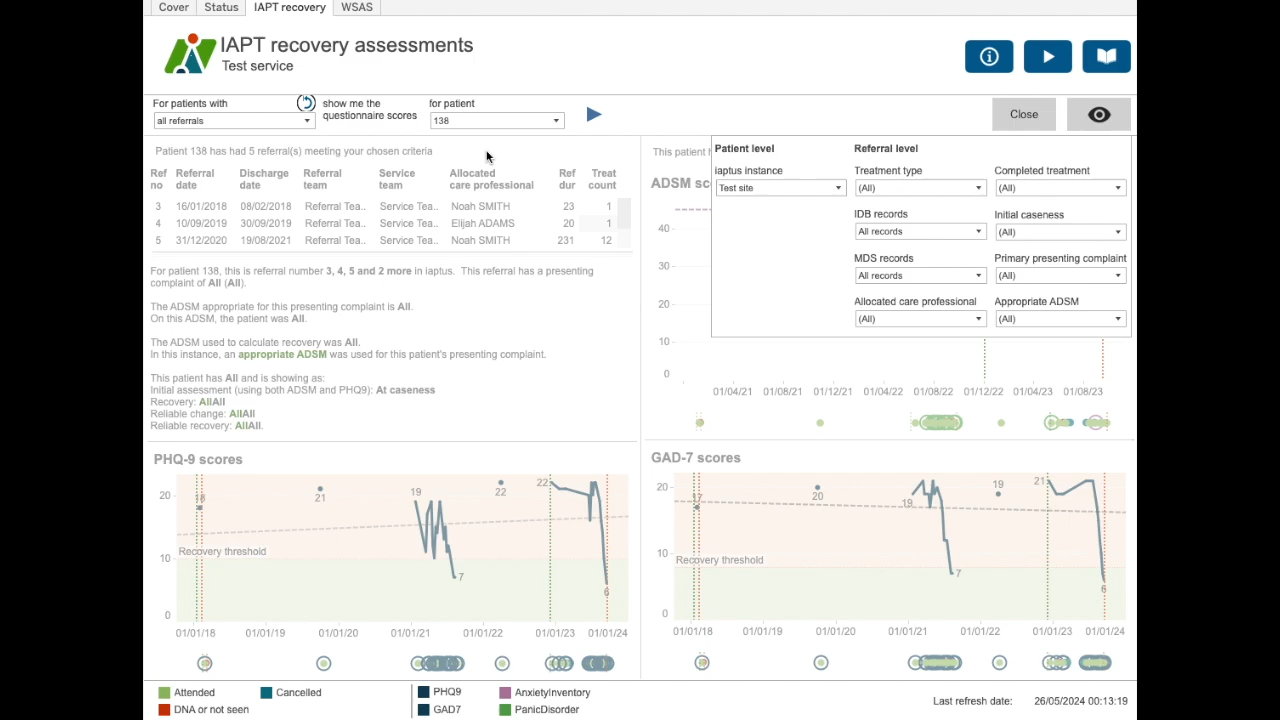 Cover Status IAPT recovery WSAS
IAPT recovery assessments
Test service
For patients with
all referrals
show me the
questionnaire scores
for patient
138
Close
Patient 138 has had 5 referral(s) meeting your chosen criteria
Ref no Referral date Discharge date Referral team Service team Allocated care professional Ref dur Treat count
3 16/01/2018 08/02/2018 Referral Tea.. Service Tea.. Noah SMITH 23 1
4 10/09/2019 30/09/2019 Referral Tea.. Service Tea.. Elijah ADAMS 20 1
5 31/12/2020 19/08/2021 Referral Tea.. Service Tea.. Noah SMITH 231 12
For patient 138, this is referral number 3, 4, 5 and 2 more in iaptus. This referral has a presenting
complaint of All (All).
The ADSM appropriate for this presenting complaint is All.
On this ADSM, the patient was All.
The ADSM used to calculate recovery was All.
In this instance, an appropriate ADSM was used for this patient's presenting complaint.
This patient has All and is showing as:
Initial assessment (using both ADSM and PHQ9): At caseness
Recovery: AllAll
Reliable change: AllAll
Reliable recovery: AllAll.
This patient h
ADSM sc
40
30
20
10
0
01/04/21 01/08/21 01/12/21 01/04/22 01/08/22 01/12/22 01/04/23 01/08/23
Patient level
iaptus instance
Test site
Referral level
Treatment type
(All)
Completed treatment
(All)
IDB records
All records
Initial caseness
(All)
MDS records
All records
Primary presenting complaint
(All)
Allocated care professional
(All)
Appropriate ADSM
(All)
PHQ-9 scores
20
10
0
18
21
19
7
22
22
6
Recovery threshold
01/01/18 01/01/19 01/01/20 01/01/21 01/01/22 01/01/23 01/01/24
GAD-7 scores
20
10
0
17
20
19
7
19
21
6
Recovery threshold
01/01/18 01/01/19 01/01/20 01/01/21 01/01/22 01/01/23 01/01/24
Attended Cancelled
DNA or not seen
PHQ9 AnxietyInventory
GAD7 PanicDisorder
Last refresh date: 26/05/2024 00:13:19